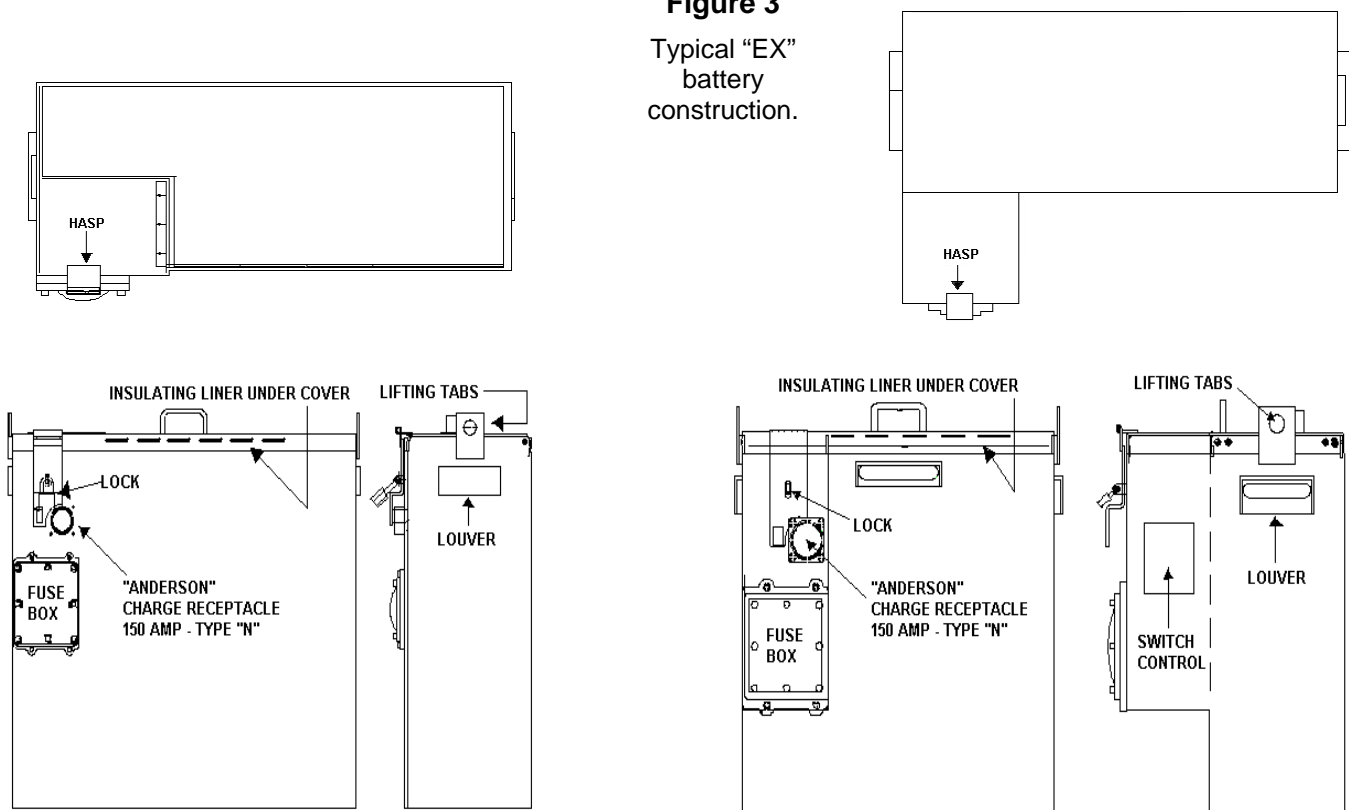 Figure 3
Typical “EX”
battery
construction.
HASP
HASP
INSULATING LINER UNDER COVER
LIFTING TABS
LOCK
LOUVER
"ANDERSON"
CHARGE RECEPTACLE
150 AMP - TYPE "N"
FUSE
BOX
INSULATING LINER UNDER COVER
LIFTING TABS
LOCK
LOUVER
"ANDERSON"
CHARGE RECEPTACLE
150 AMP - TYPE "N"
FUSE
BOX
SWITCH
CONTROL